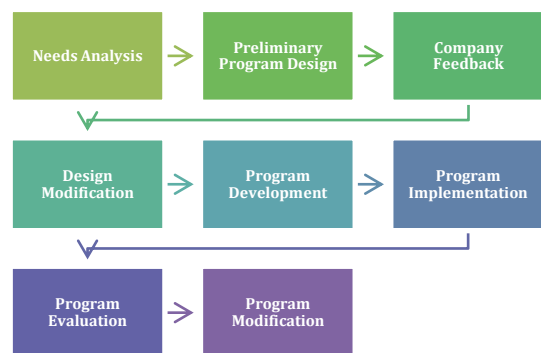 Needs Analysis
Preliminary
Program Design
Company
Feedback
Design
Modification
Program
Development
Program
Implementation
Program
Evaluation
Program
Modification